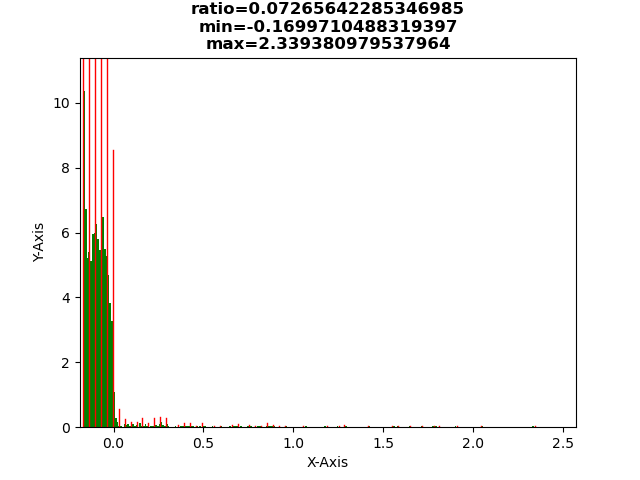 ratio=0.07265642285346985
min=-0.1699710488319397
max=2.339380979537964
10
8
6
4
2
0
Y-Axis
0.0 0.5 1.0 1.5 2.0 2.5
X-Axis